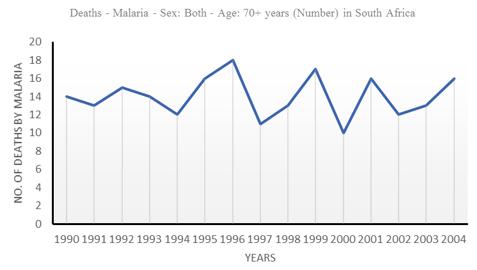 Deaths - Malaria - Sex: Both - Age: 70+ years (Number) in South Africa
NO. OF DEATHS BY MALARIA
20
18
16
14
12
10
8
6
4
2
0
1990 1991 1992 1993 1994 1995 1996 1997 1998 1999 2000 2001 2002 2003 2004
YEARS